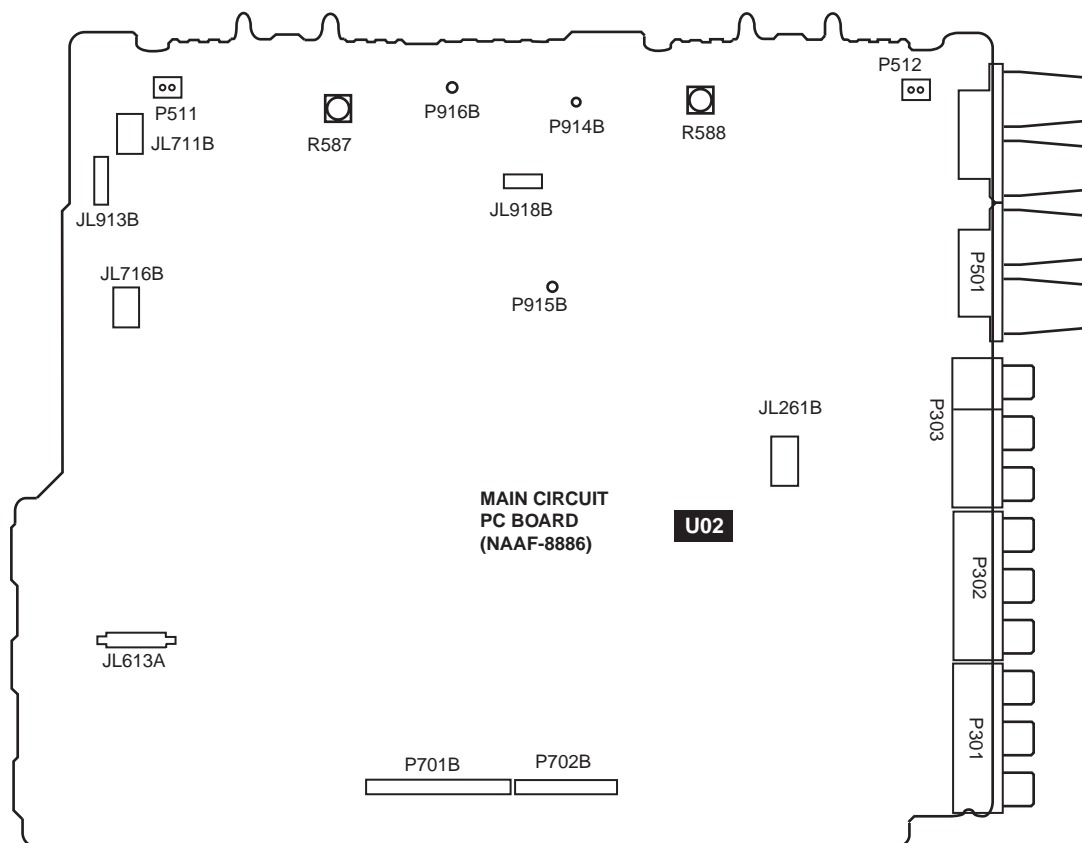 P512
P511
P916B
P914B
R587
R588
JL711B
JL918B
JL913B
JL716B
P501
P915B
JL261B
P303
MAIN CIRCUIT
PC BOARD
(NAAF-8886)
U02
P302
JL613A
P301
P701B
P702B